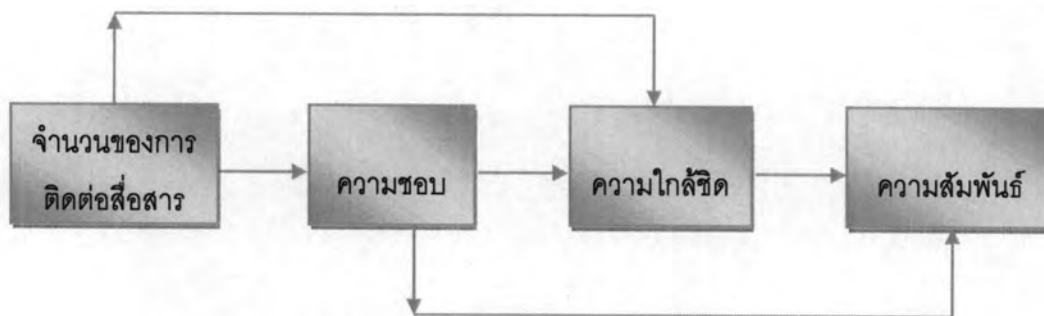 จำนวนของการ
ติดต่อสื่อสาร
ความชอบ
ความใกล้ชิด
ความสัมพันธ์